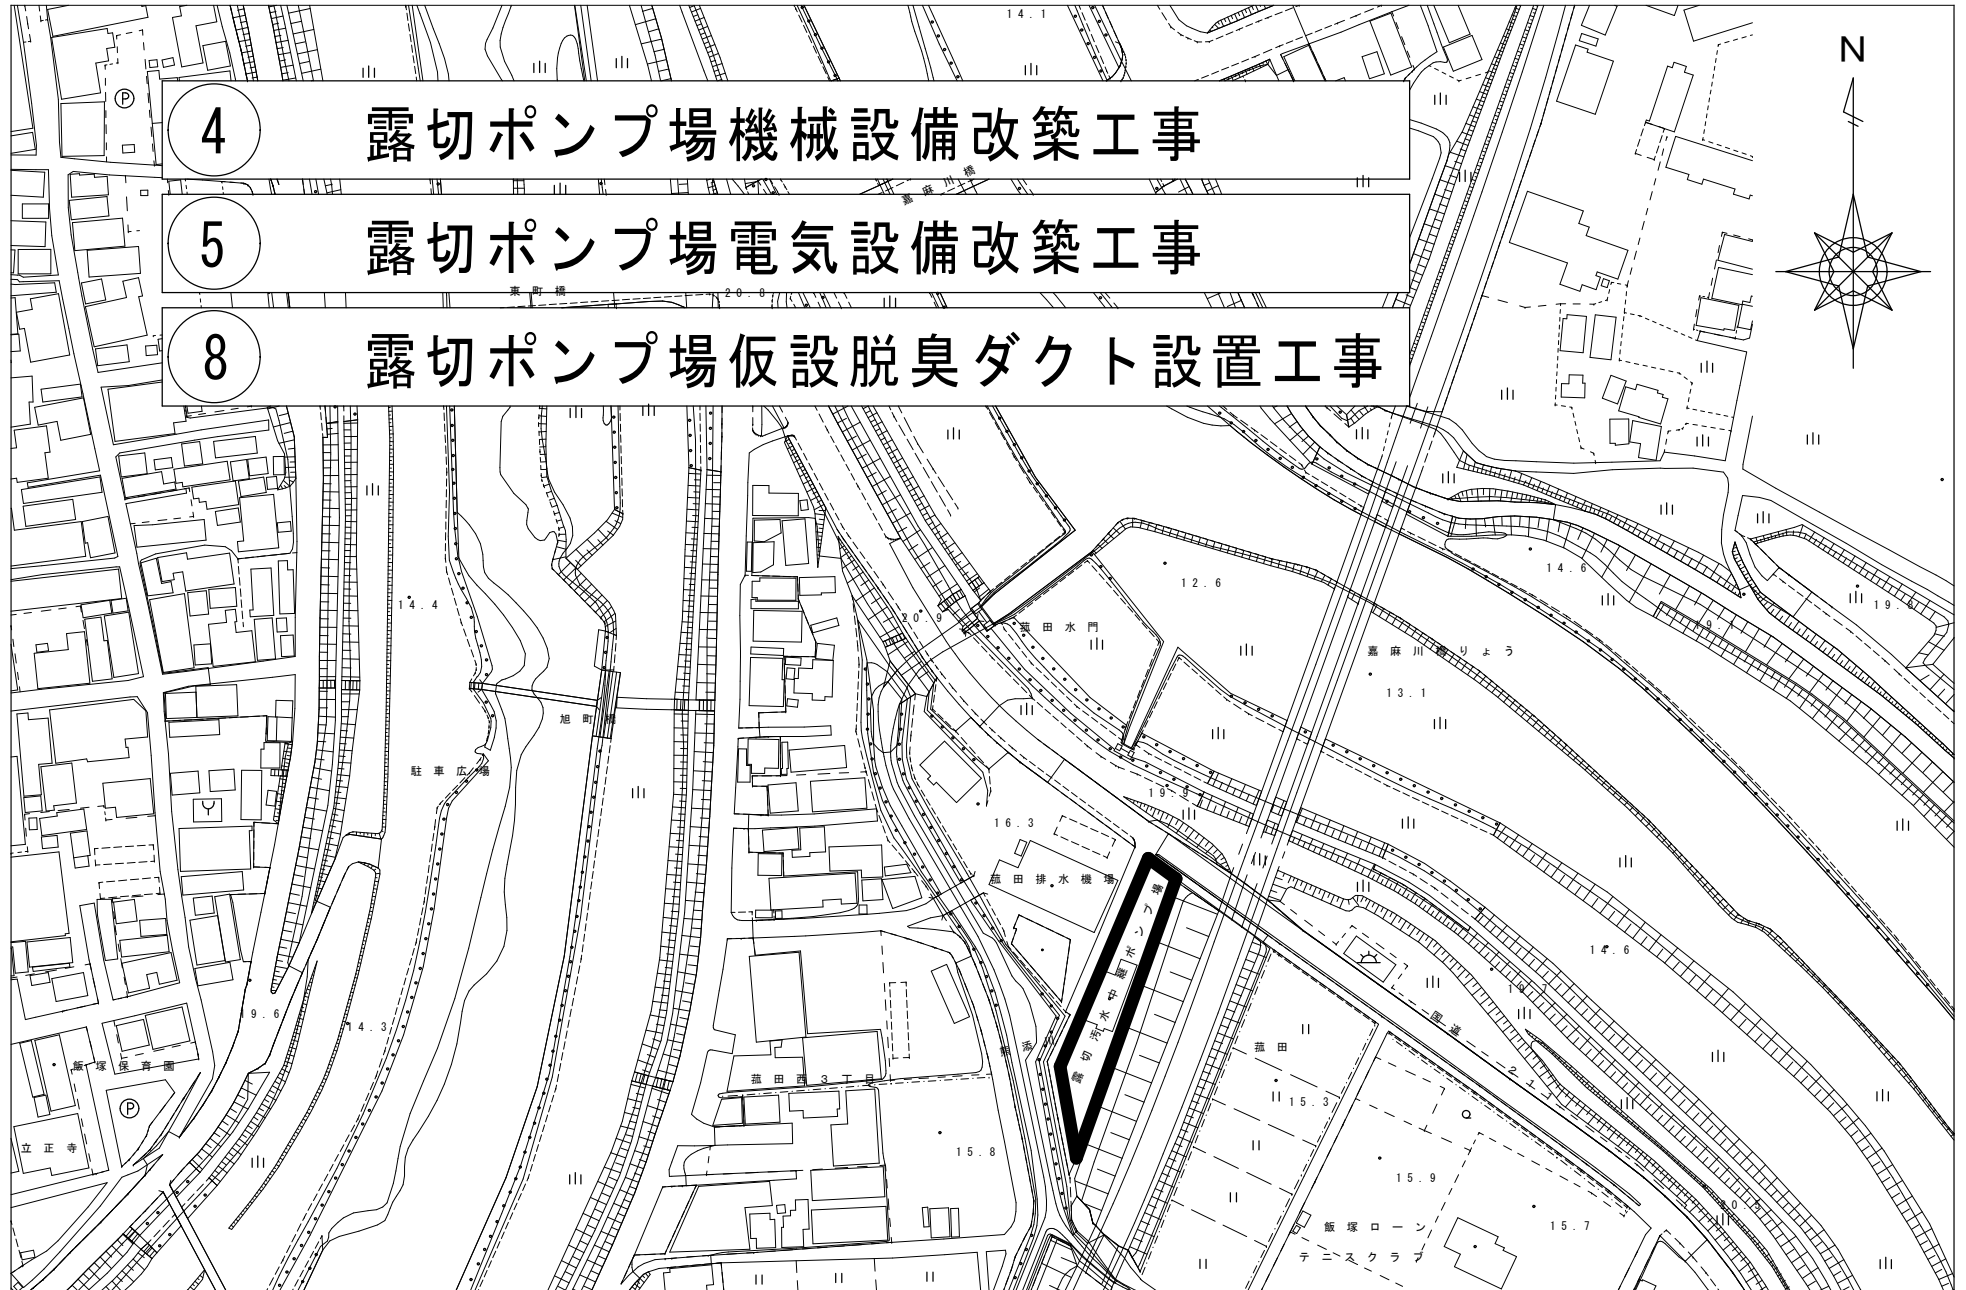 14.1
N
Ⓟ
④ 露切ポンプ場機械設備改築工事
嘉麻川橋
⑤ 露切ポンプ場電気設備改築工事
東町橋
20.8
⑧ 露切ポンプ場仮設脱臭ダクト設置工事
14.6
12.6
14.4
20.9
菰田水門
19.1
嘉麻川橋りょう
13.1
旭町橋
駐車広場
19.9
16.3
菰田排水機場
露切汚水中継ポンプ場
14.6
19.7
19.6
14.3
国道
菰田
飯塚保育園
菰田西3丁目
15.3
Ⓟ
立正寺
15.8
15.9
20.5
飯塚ローン
15.7
テニスクラブ